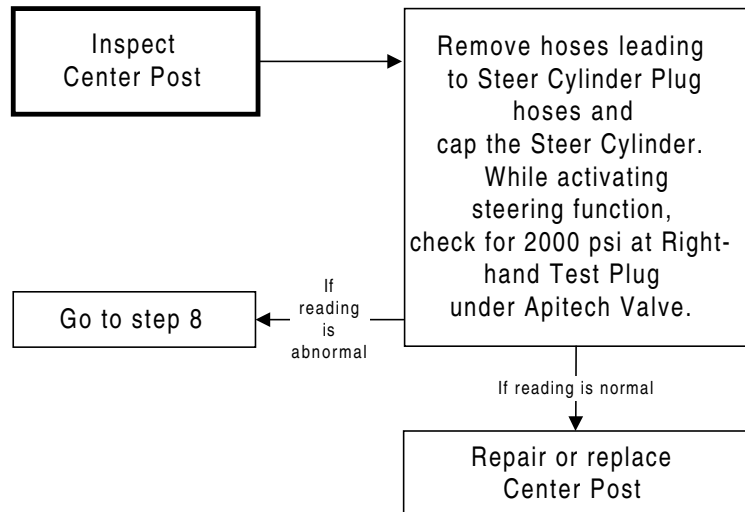 Inspect
Center Post
Remove hoses leading
to Steer Cylinder Plug
hoses and
cap the Steer Cylinder.
While activating
steering function,
check for 2000 psi at Right-
hand Test Plug
under Apitech Valve.
If
reading
is
abnormal
Go to step 8
If reading is normal
Repair or replace
Center Post